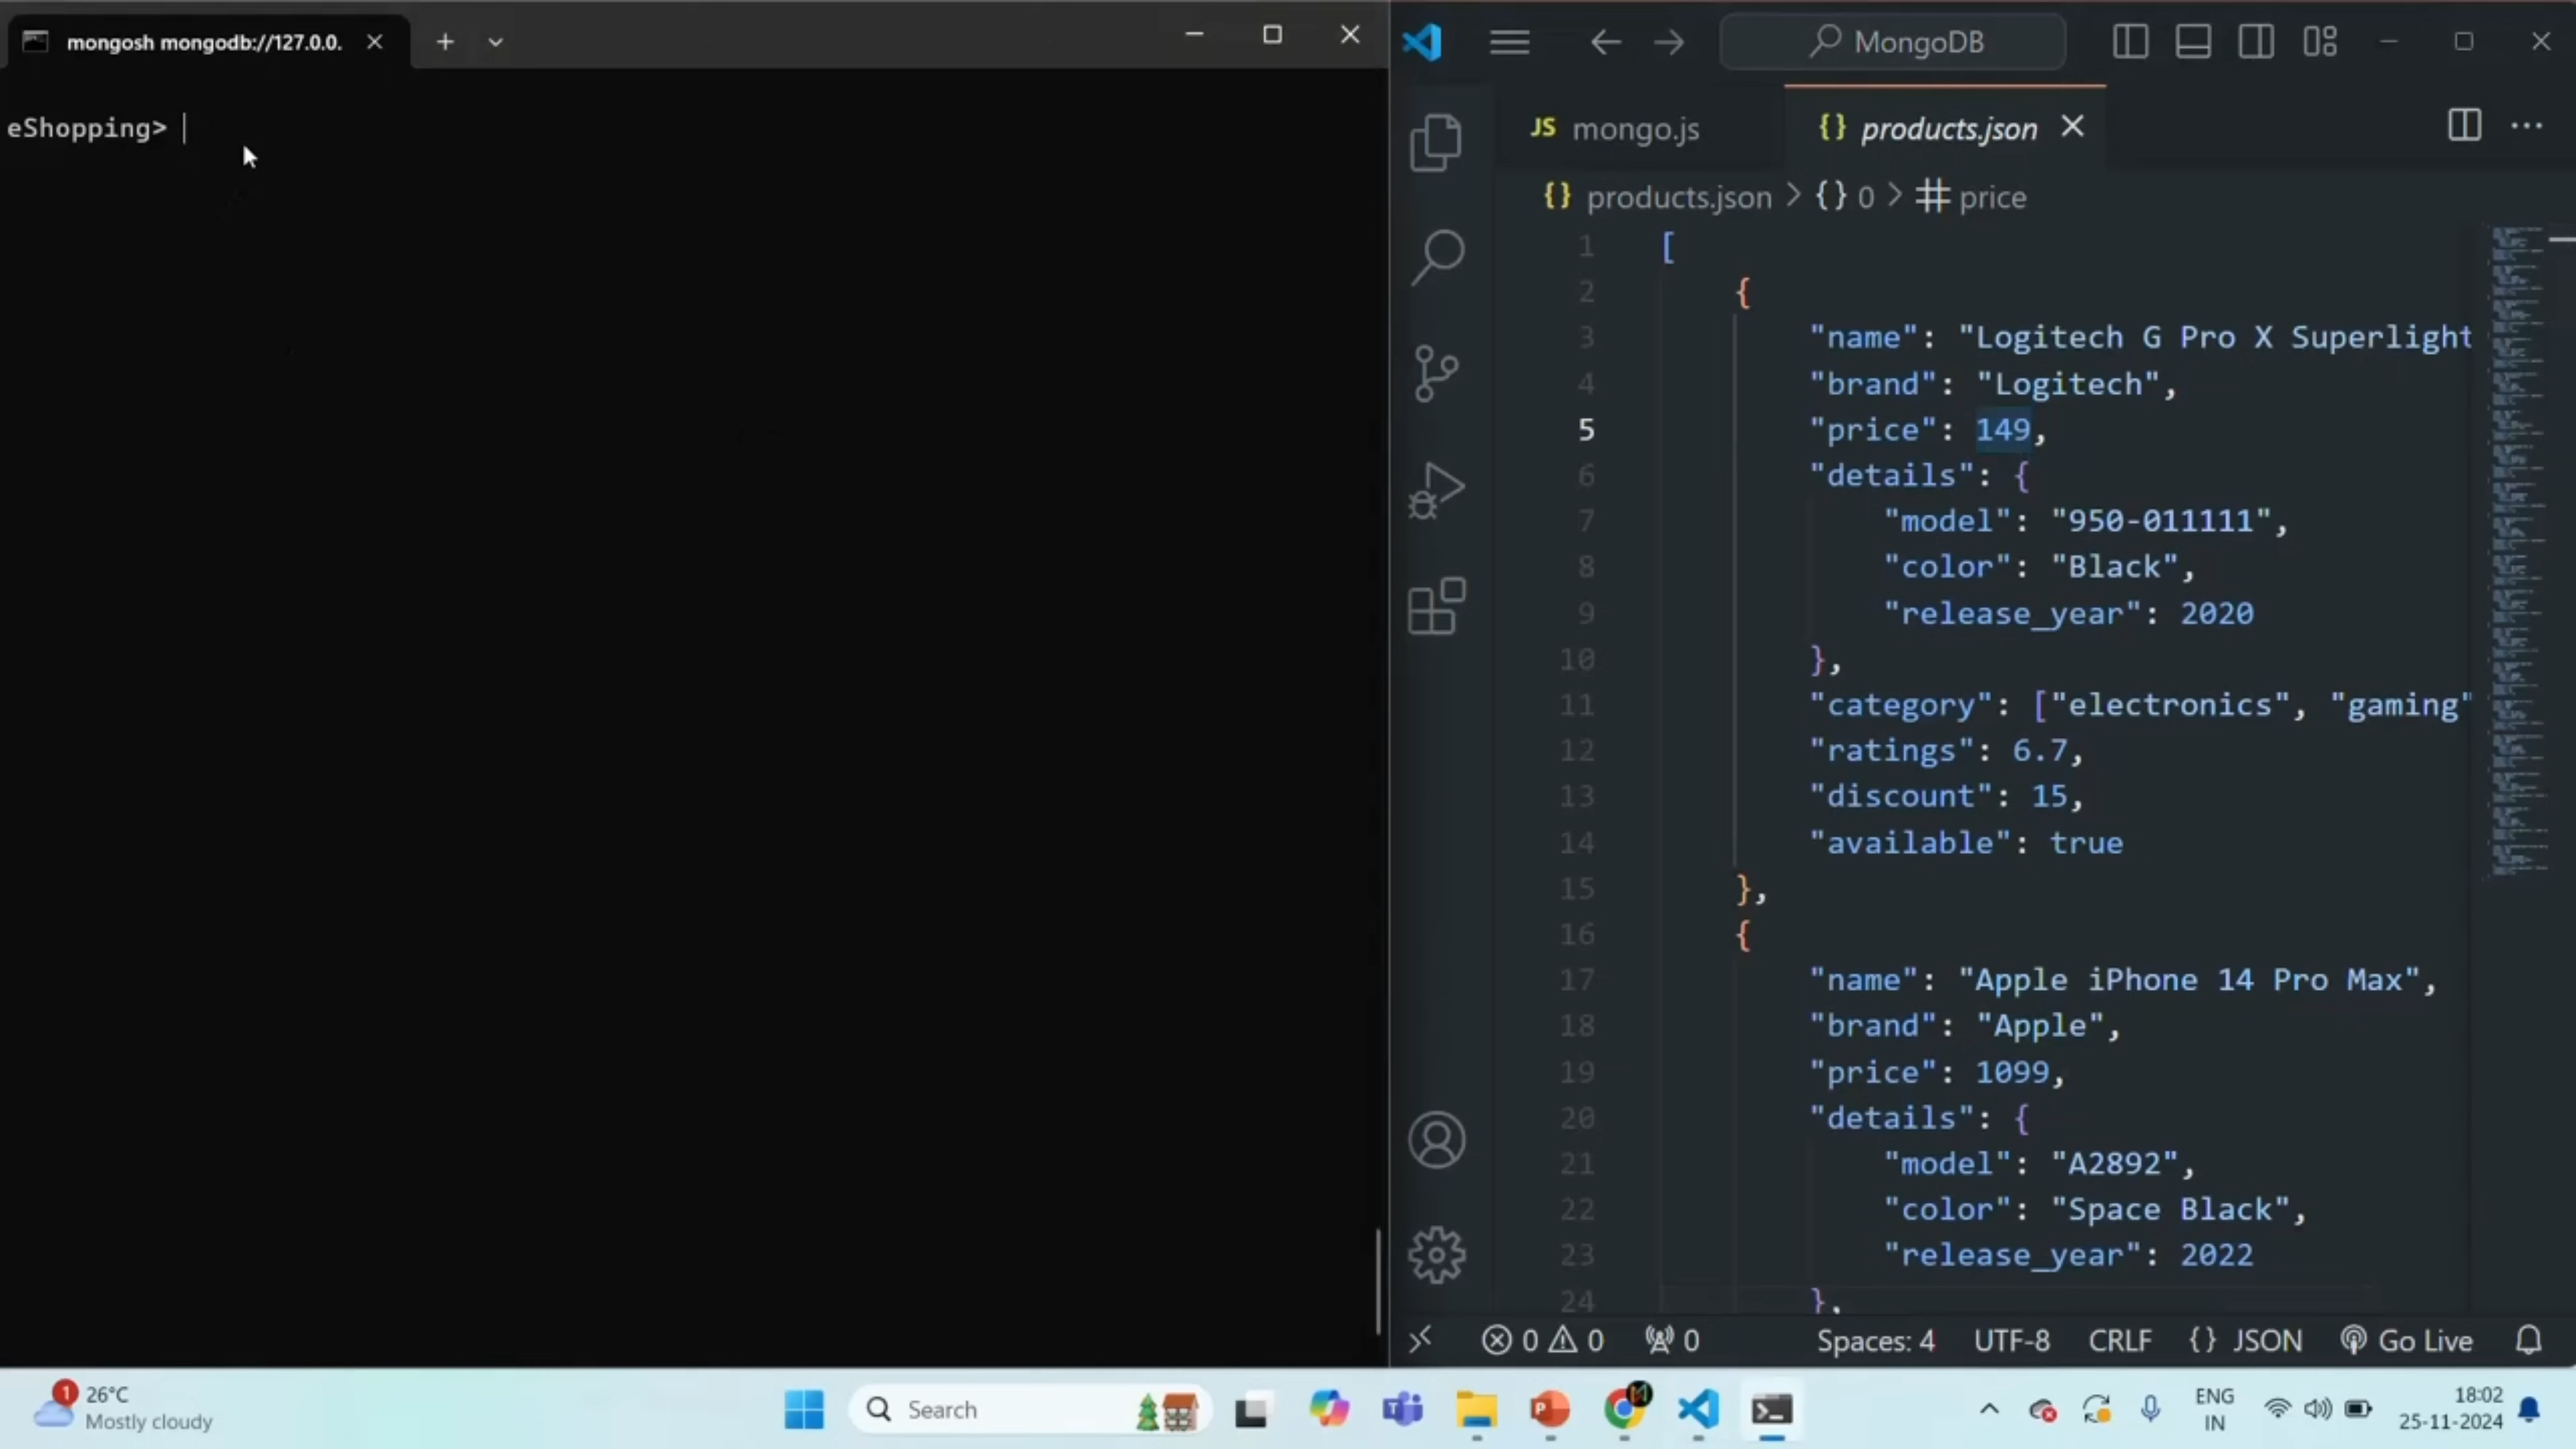 mongosh mongodb://127.0.0.
eShopping>
MongoDB
JS mongo.js
{} products.json
{} products.json > {} 0 > # price
1 [
2 {
3 "name": "Logitech G Pro X Superlight
4 "brand": "Logitech",
5 "price": 149,
6 "details": {
7 "model": "950-011111",
8 "color": "Black",
9 "release_year": 2020
10 },
11 "category": ["electronics", "gaming"
12 "ratings": 6.7,
13 "discount": 15,
14 "available": true
15 },
16 {
17 "name": "Apple iPhone 14 Pro Max",
18 "brand": "Apple",
19 "price": 1099,
20 "details": {
21 "model": "A2892",
22 "color": "Space Black",
23 "release_year": 2022
24 },
0 0 0 Spaces: 4 UTF-8 CRLF {} JSON Go Live
1 26°C
Mostly cloudy
Search
ENG
IN
18:02
25-11-2024